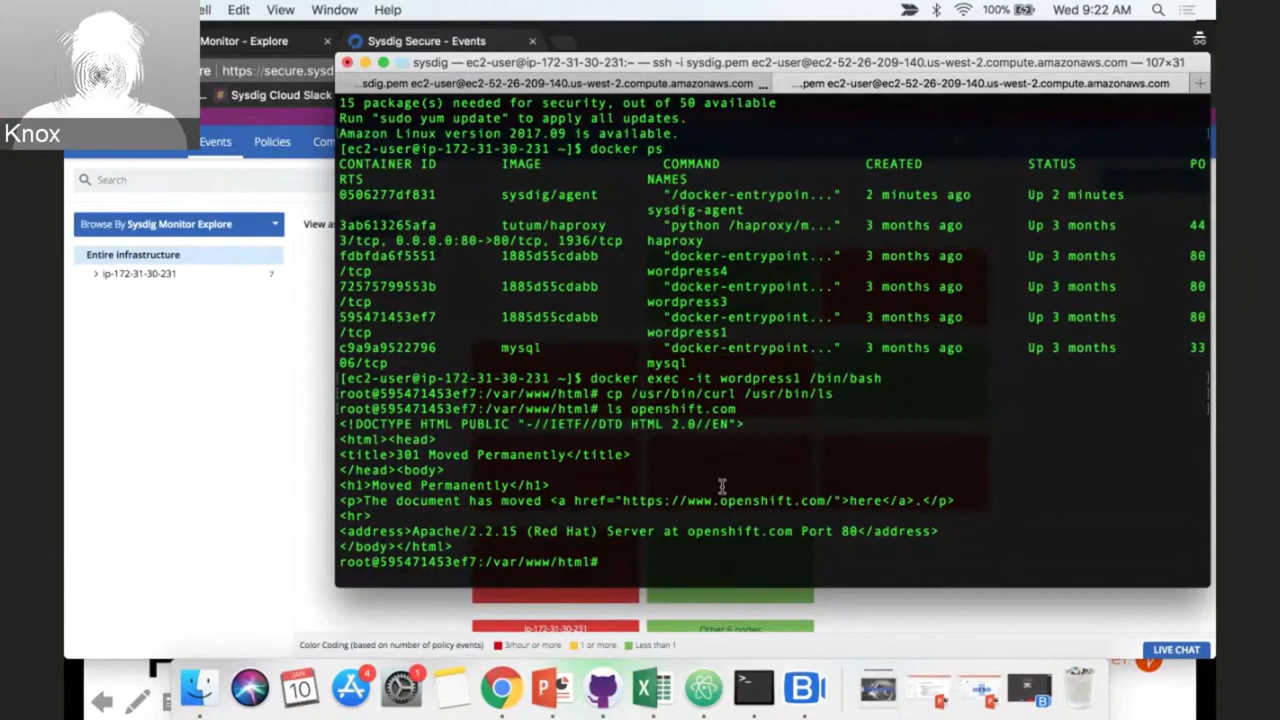 ell Edit View Window Help
100%
Wed 9:22 AM
Monitor - Explore
Sysdig Secure - Events
https://secure.sysd
sysdig — ec2-user@ip-172-31-30-231:~ — ssh -i sysdig.pem ec2-user@ec2-52-26-209-140.us-west-2.compute.amazonaws.com — 107×31
Sysdig Cloud Slack
...sdig.pem ec2-user@ec2-52-26-209-140.us-west-2.compute.amazonaws.com ...
...pem ec2-user@ec2-52-26-209-140.us-west-2.compute.amazonaws.com
Knox
Events
Policies
Com
Search
Browse By Sysdig Monitor Explore
View as
Entire infrastructure
ip-172-31-30-231
7
15 package(s) needed for security, out of 50 available
Run "sudo yum update" to apply all updates.
Amazon Linux version 2017.09 is available.
[ec2-user@ip-172-31-30-231 ~]$ docker ps
CONTAINER ID IMAGE COMMAND CREATED STATUS PO
RTS NAMES
0506277df831 sysdig/agent "/docker-entrypoin..." 2 minutes ago Up 2 minutes
sysdig-agent
3ab613265afa tutum/haproxy "python /haproxy/m..." 3 months ago Up 3 months 44
3/tcp, 0.0.0.0:80->80/tcp, 1936/tcp haproxy
fdbfda6f5551 1885d55cdabb "docker-entrypoint..." 3 months ago Up 3 months 80
/tcp wordpress4
72575799553b 1885d55cdabb "docker-entrypoint..." 3 months ago Up 3 months 80
/tcp wordpress3
595471453ef7 1885d55cdabb "docker-entrypoint..." 3 months ago Up 3 months 80
/tcp wordpress1
c9a9a9522796 mysql "docker-entrypoint..." 3 months ago Up 3 months 33
06/tcp mysql
[ec2-user@ip-172-31-30-231 ~]$ docker exec -it wordpress1 /bin/bash
root@595471453ef7:/var/www/html# cp /usr/bin/curl /usr/bin/ls
root@595471453ef7:/var/www/html# ls openshift.com
<!DOCTYPE HTML PUBLIC "-//IETF//DTD HTML 2.0//EN">
<html><head>
<title>301 Moved Permanently</title>
</head><body>
<h1>Moved Permanently</h1>
<p>The document has moved <a href="https://www.openshift.com/">here</a>.</p>
<hr>
<address>Apache/2.2.15 (Red Hat) Server at openshift.com Port 80</address>
</body></html>
root@595471453ef7:/var/www/html#
ip-172-31-30-231
Other 6 nodes
Color Coding (based on number of policy events) 3/hour or more 1 or more Less than 1
LIVE CHAT
JAN
10
4
1